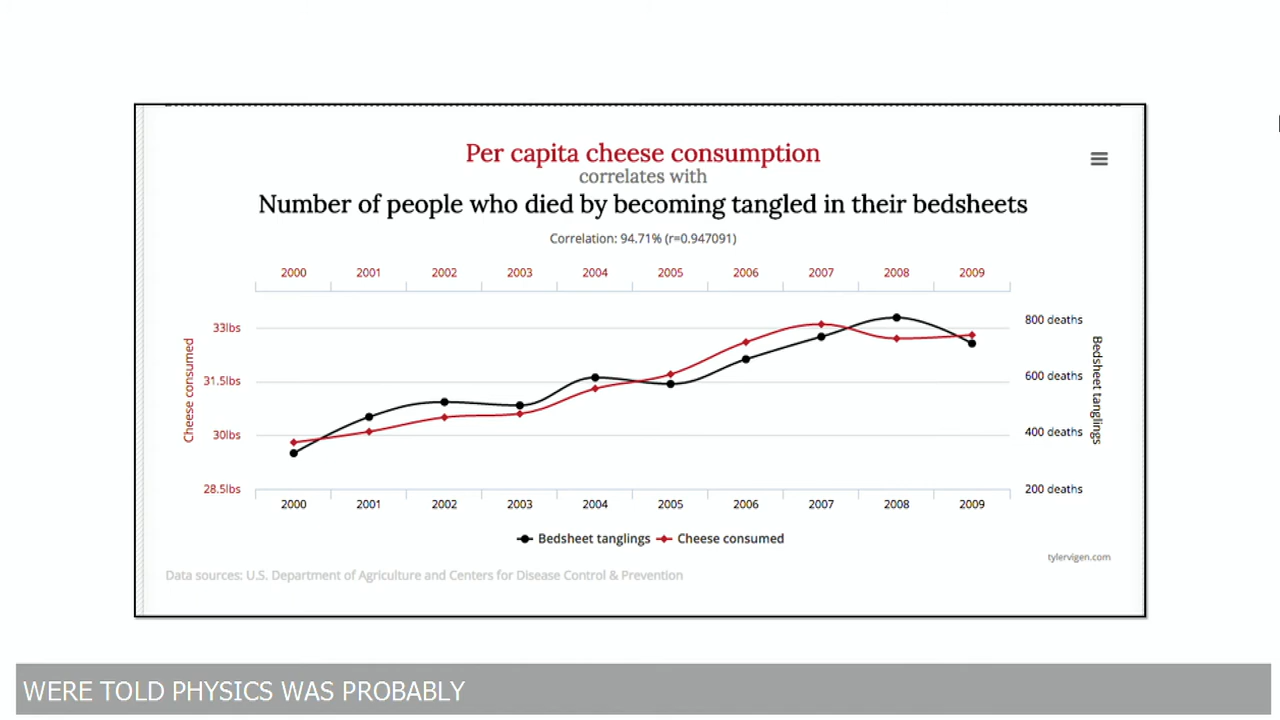 Per capita cheese consumption
correlates with
Number of people who died by becoming tangled in their bedsheets
Correlation: 94.71% (r=0.947091)
2000 2001 2002 2003 2004 2005 2006 2007 2008 2009
33lbs
31.5lbs
30lbs
28.5lbs
Cheese consumed
800 deaths
600 deaths
400 deaths
200 deaths
Bedsheet tanglings
2000 2001 2002 2003 2004 2005 2006 2007 2008 2009
Bedsheet tanglings Cheese consumed
tylervigen.com
Data sources: U.S. Department of Agriculture and Centers for Disease Control & Prevention
WERE TOLD PHYSICS WAS PROBABLY